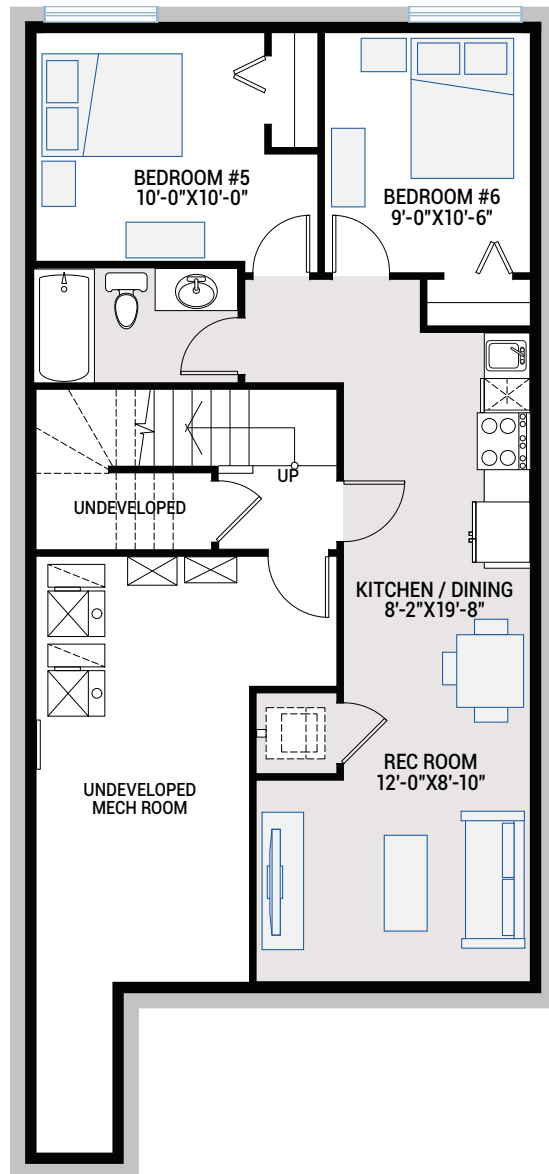 BEDROOM #5
10'-0"X10'-0"
BEDROOM #6
9'-0"X10'-6"
UP
UNDEVELOPED
KITCHEN / DINING
8'-2"X19'-8"
REC ROOM
12'-0"X8'-10"
UNDEVELOPED
MECH ROOM